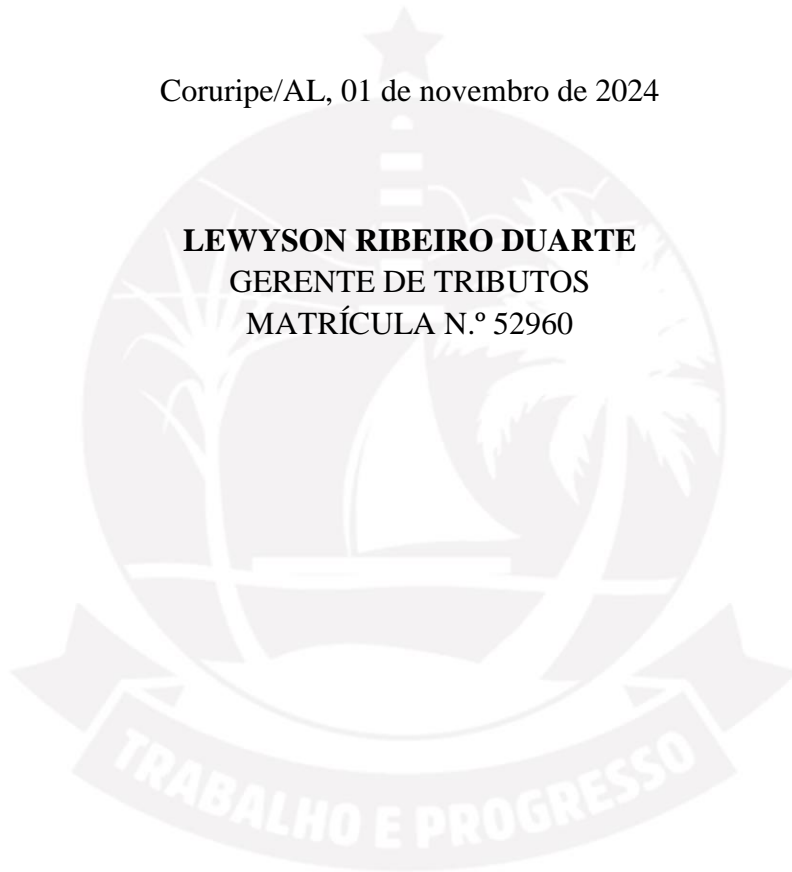 Coruripe/AL, 01 de novembro de 2024
LEWYSON RIBEIRO DUARTE
GERENTE DE TRIBUTOS
MATRÍCULA N.º 52960
TRABALHO E PROGRESSO